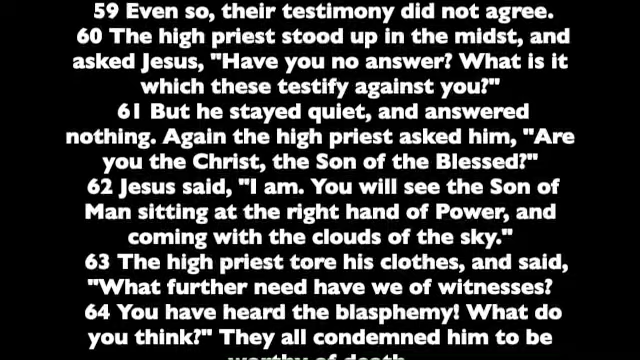 59 Even so, their testimony did not agree.
60 The high priest stood up in the midst, and
asked Jesus, "Have you no answer? What is it
which these testify against you?"
61 But he stayed quiet, and answered
nothing. Again the high priest asked him, "Are
you the Christ, the Son of the Blessed?"
62 Jesus said, "I am. You will see the Son of
Man sitting at the right hand of Power, and
coming with the clouds of the sky."
63 The high priest tore his clothes, and said,
"What further need have we of witnesses?
64 You have heard the blasphemy! What do
you think?" They all condemned him to be
worthy of death